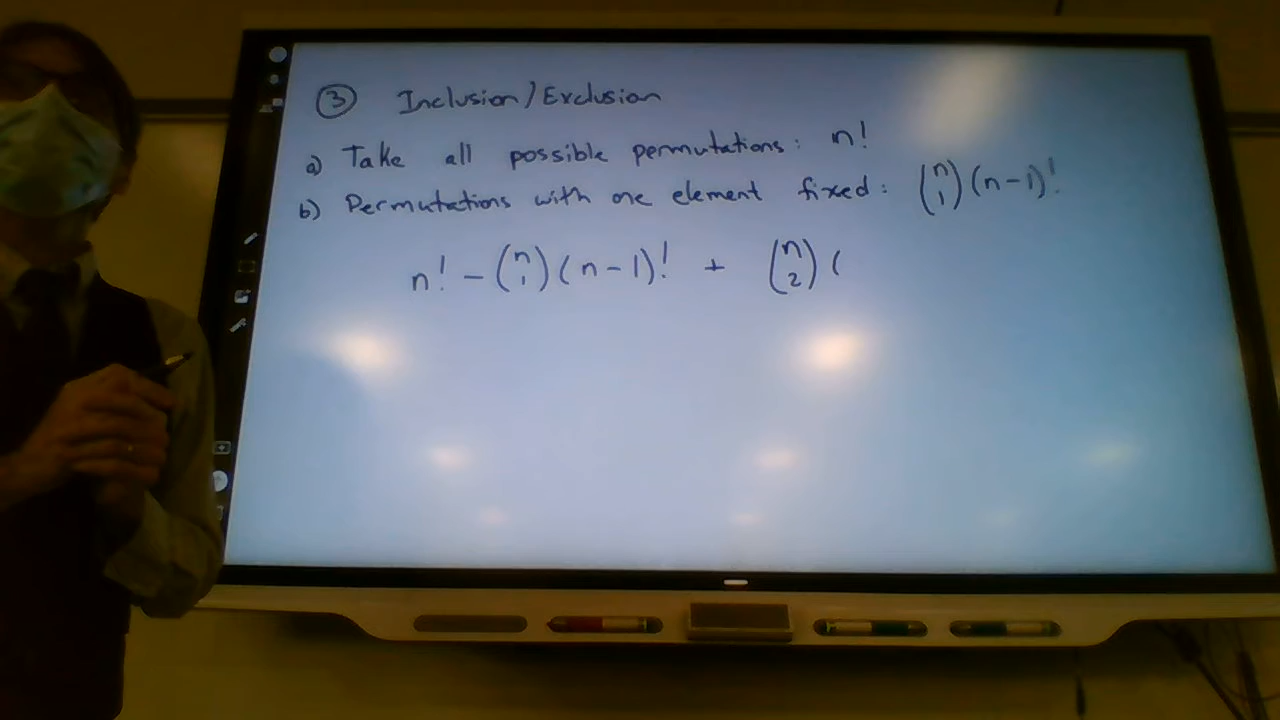 ③ Inclusion/Exclusion
a) Take all possible permutations: n!
b) Permutations with one element fixed: (n 1)(n-1)!
n! - (n 1)(n-1)! + (n 2)(